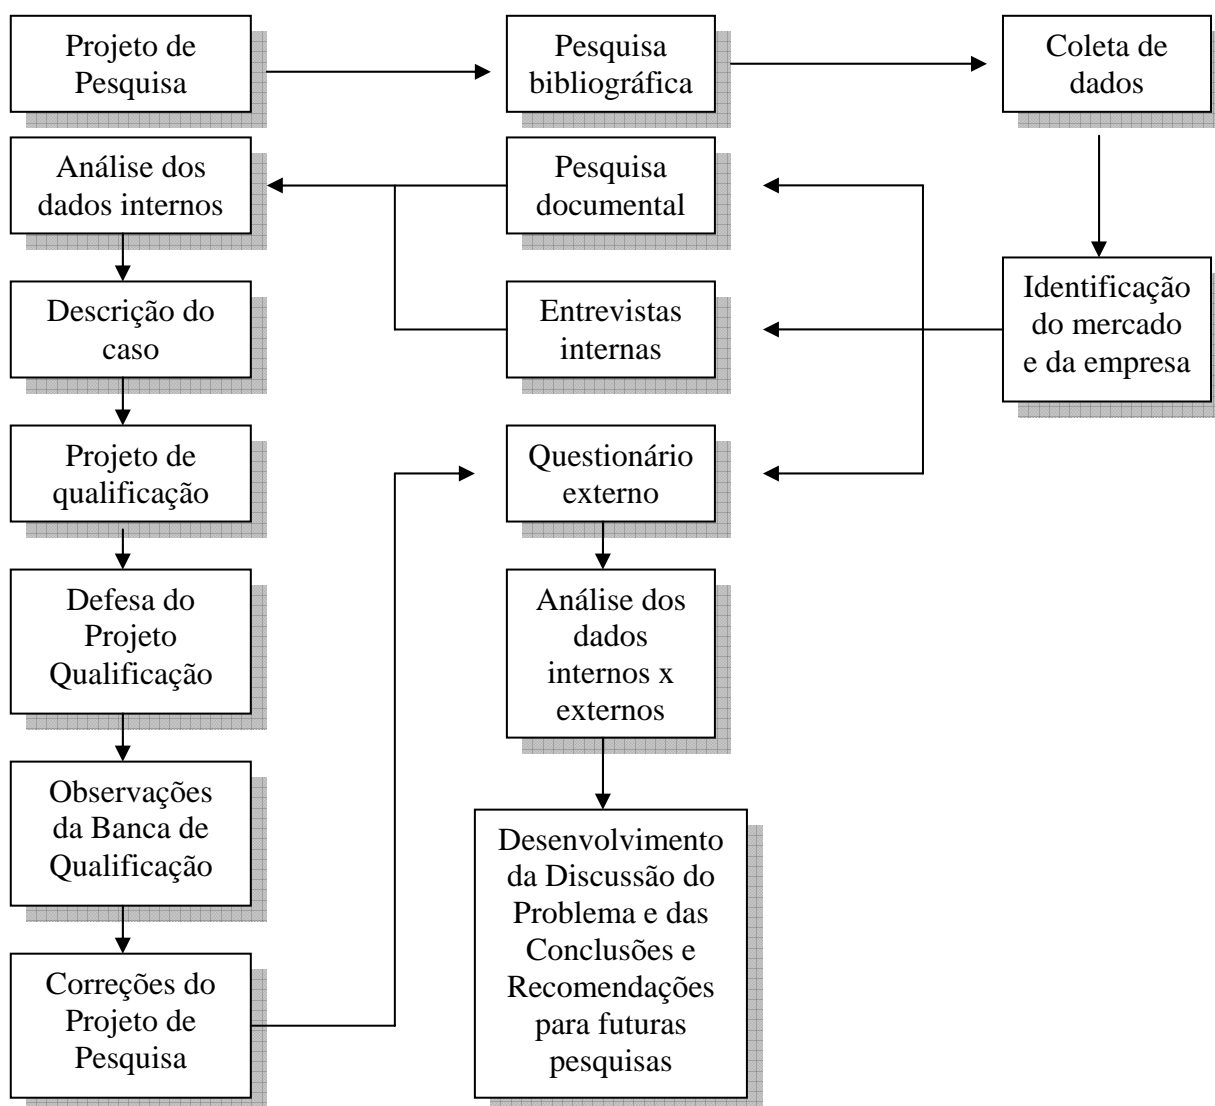 Projeto de
Pesquisa
Pesquisa
bibliográfica
Coleta de
dados
Análise dos
dados internos
Pesquisa
documental
Identificação
do mercado
e da empresa
Descrição do
caso
Entrevistas
internas
Projeto de
qualificação
Questionário
externo
Defesa do
Projeto
Qualificação
Análise dos
dados
internos x
externos
Observações
da Banca de
Qualificação
Desenvolvimento
da Discussão do
Problema e das
Conclusões e
Recomendações
para futuras
pesquisas
Correções do
Projeto de
Pesquisa